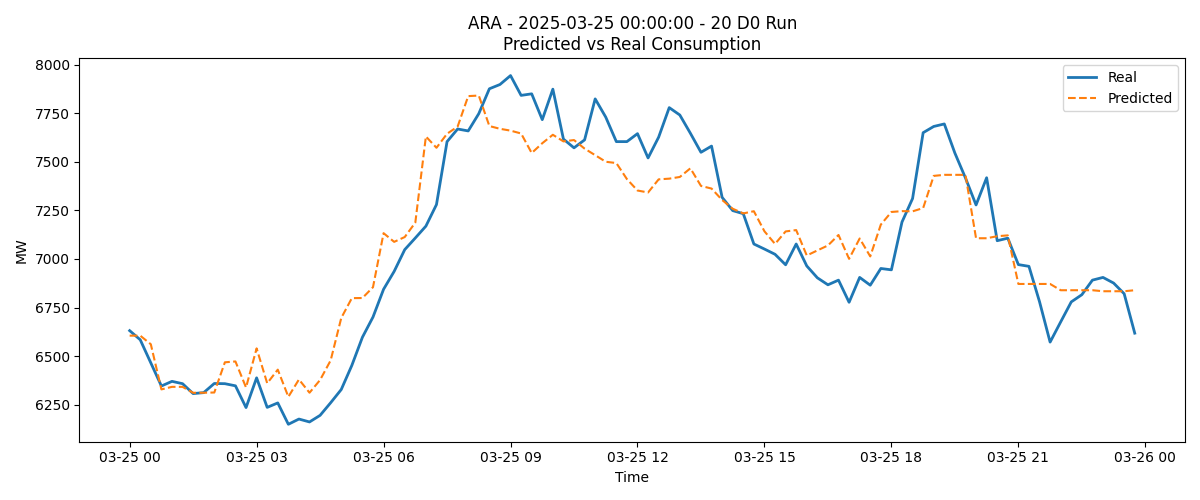 ARA - 2025-03-25 00:00:00 - 20 D0 Run
Predicted vs Real Consumption
Real
Predicted
MW
8000
7750
7500
7250
7000
6750
6500
6250
03-25 00
03-25 03
03-25 06
03-25 09
03-25 12
03-25 15
03-25 18
03-25 21
03-26 00
Time